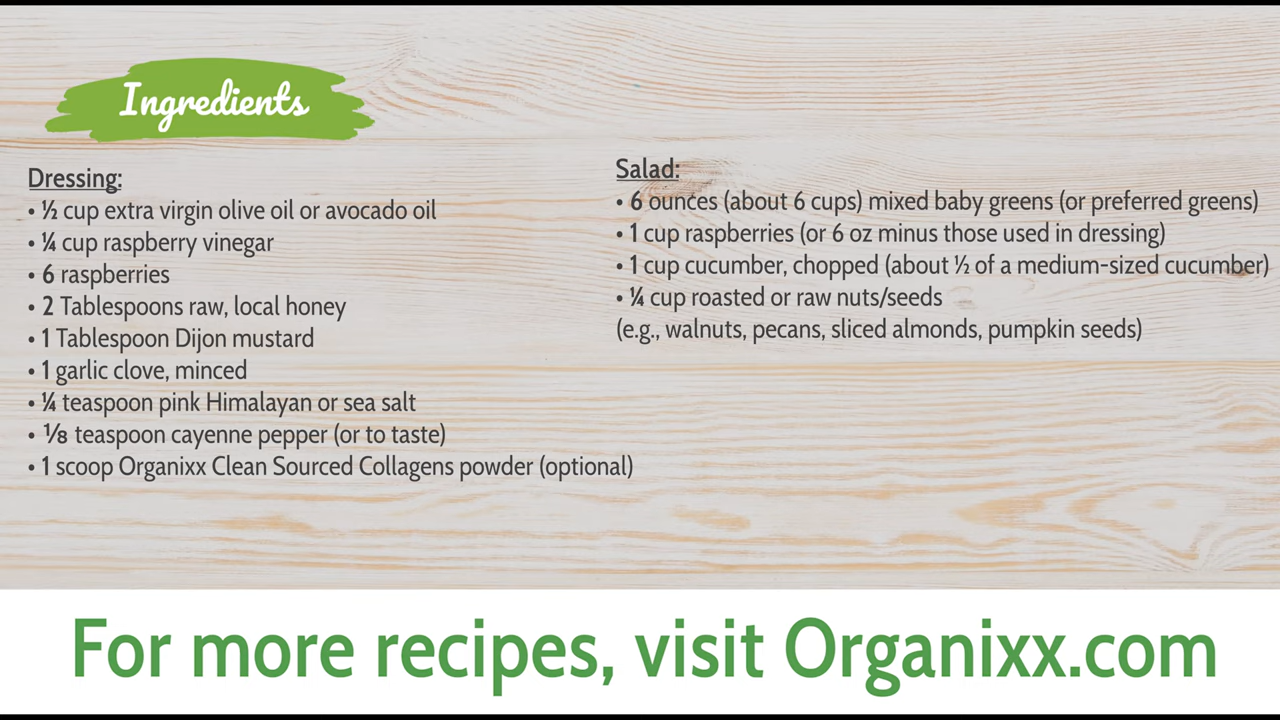 Ingredients
Dressing:
• ½ cup extra virgin olive oil or avocado oil
• ¼ cup raspberry vinegar
• 6 raspberries
• 2 Tablespoons raw, local honey
• 1 Tablespoon Dijon mustard
• 1 garlic clove, minced
• ¼ teaspoon pink Himalayan or sea salt
• ⅛ teaspoon cayenne pepper (or to taste)
• 1 scoop Organixx Clean Sourced Collagens powder (optional)
Salad:
• 6 ounces (about 6 cups) mixed baby greens (or preferred greens)
• 1 cup raspberries (or 6 oz minus those used in dressing)
• 1 cup cucumber, chopped (about ½ of a medium-sized cucumber)
• ¼ cup roasted or raw nuts/seeds
(e.g., walnuts, pecans, sliced almonds, pumpkin seeds)
For more recipes, visit Organixx.com